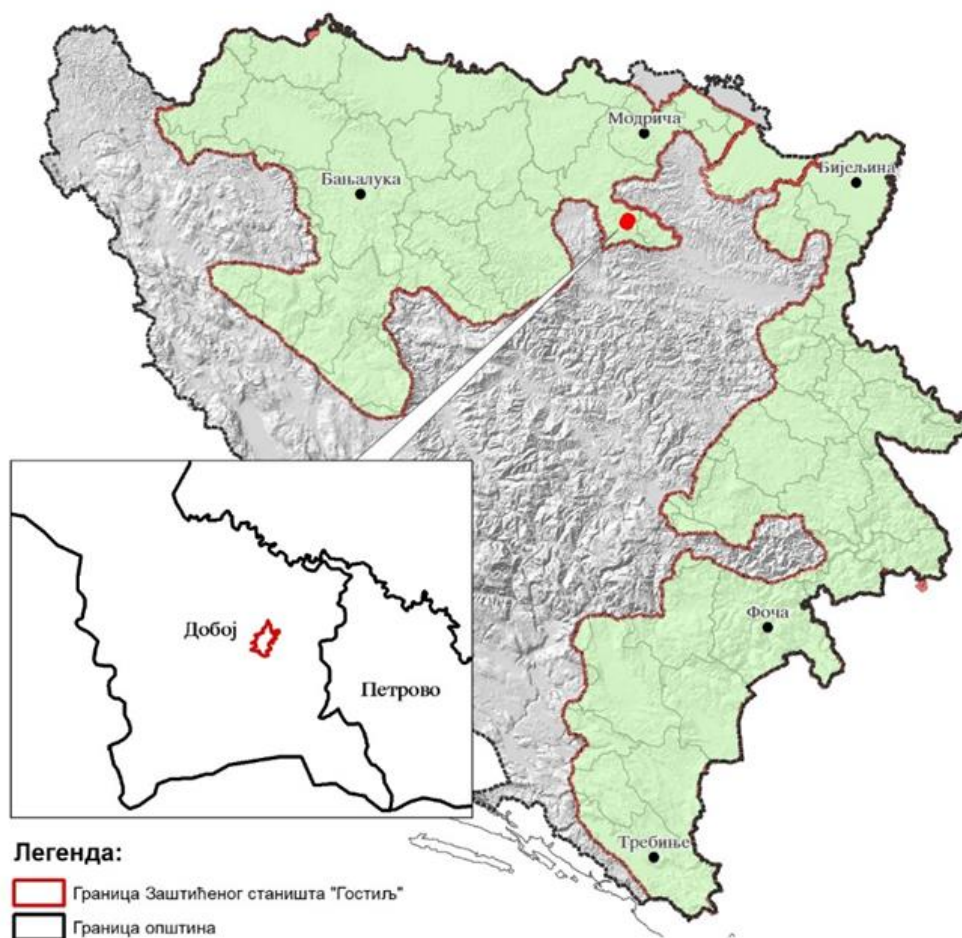 Модрича
Бијељина
Бањалука
Добој
Петрово
Фоча
Требиње
Легенда:
Граница Заштићеног станишта "Гостиљ"
Граница општина